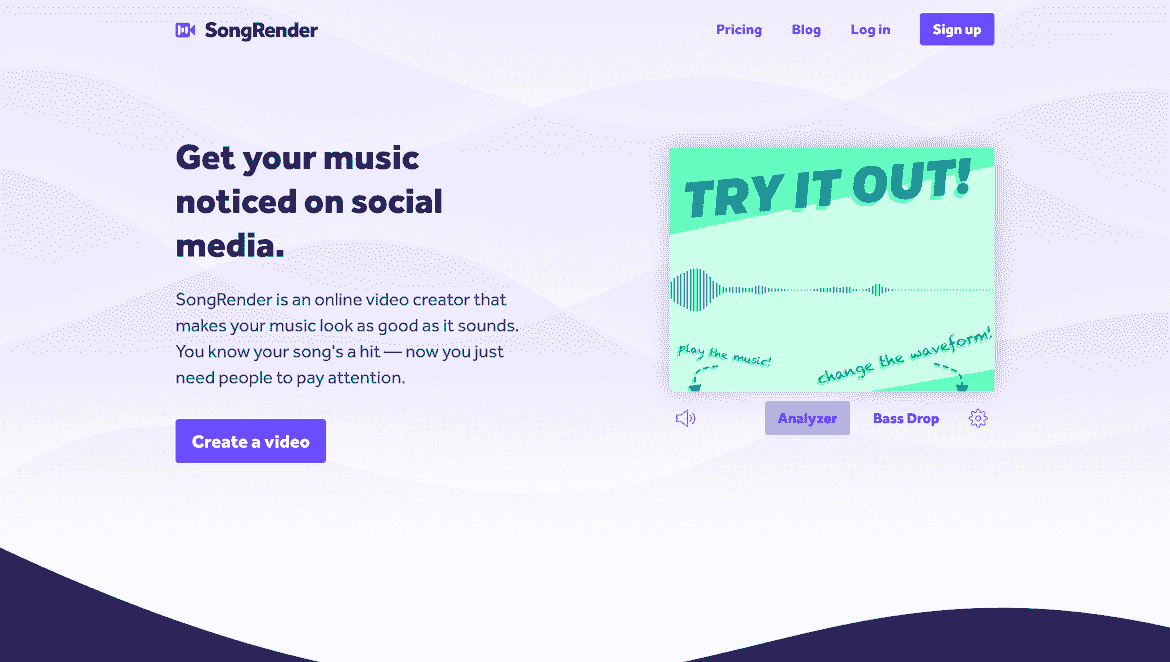 SongRender
Pricing
Blog
Log in
Sign up
Get your music
noticed on social
media.
SongRender is an online video creator that
makes your music look as good as it sounds.
You know your song's a hit — now you just
need people to pay attention.
Create a video
TRY IT OUT!
play the music!
change the waveform!
Analyzer
Bass Drop